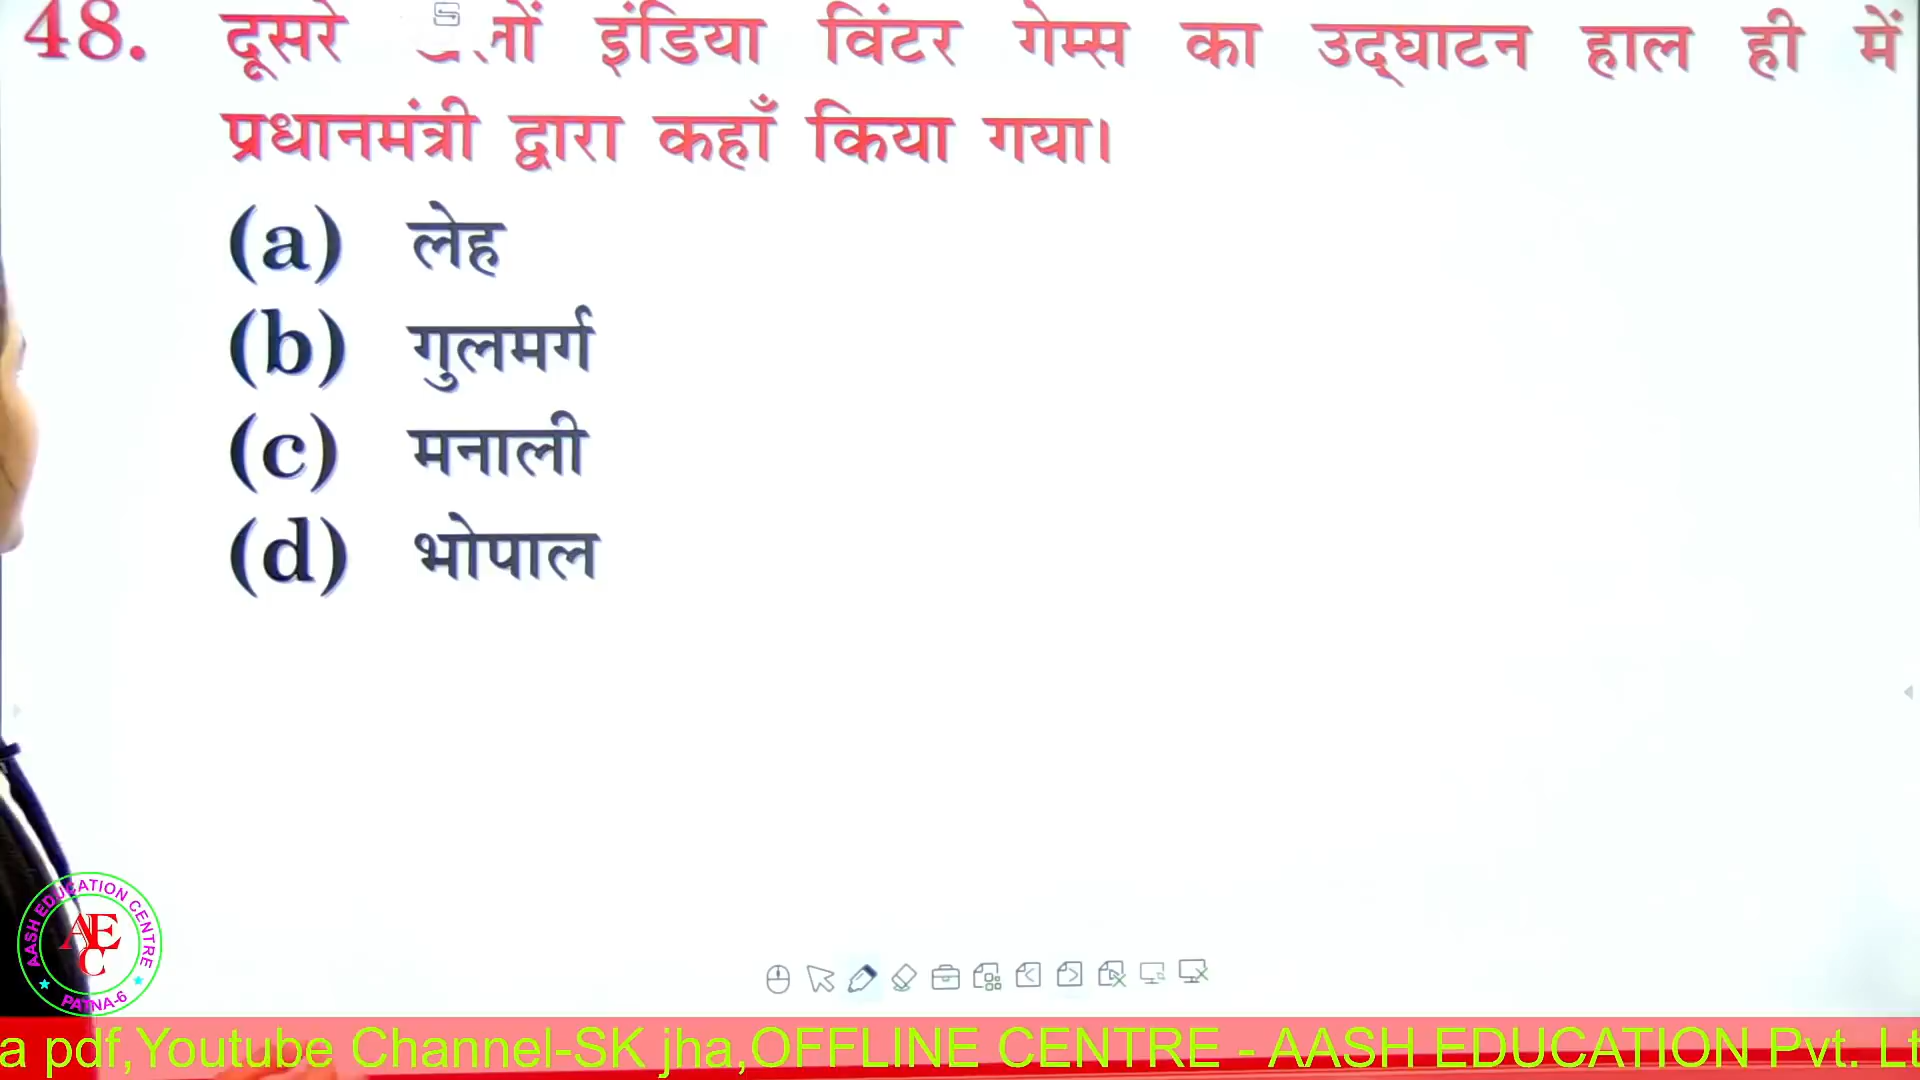 48. दूसरे इंडिया विंटर गेम्स का उद्घाटन हाल ही में
प्रधानमंत्री द्वारा कहाँ किया गया।
(a) लेह
(b) गुलमर्ग
(c) मनाली
(d) भोपाल
AASH EDUCATION CENTRE
AEC
PATNA-6
a pdf,Youtube Channel-SK jha,OFFLINE CENTRE - AASH EDUCATION Pvt. Lt